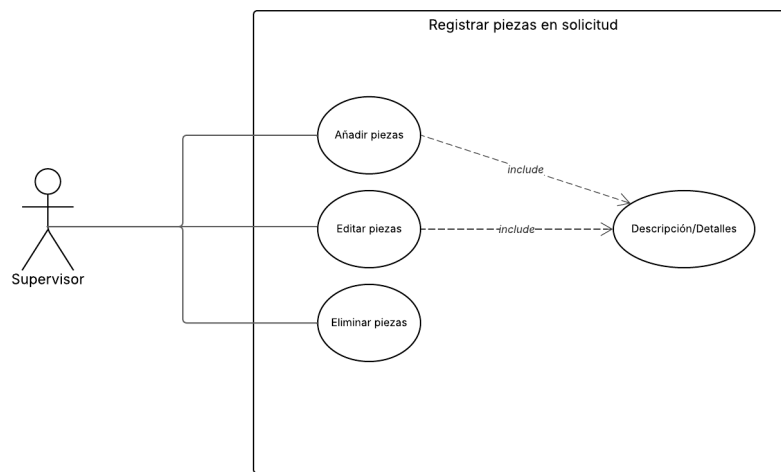 Registrar piezas en solicitud
Añadir piezas
include
Editar piezas
include
Descripción/Detalles
Supervisor
Eliminar piezas